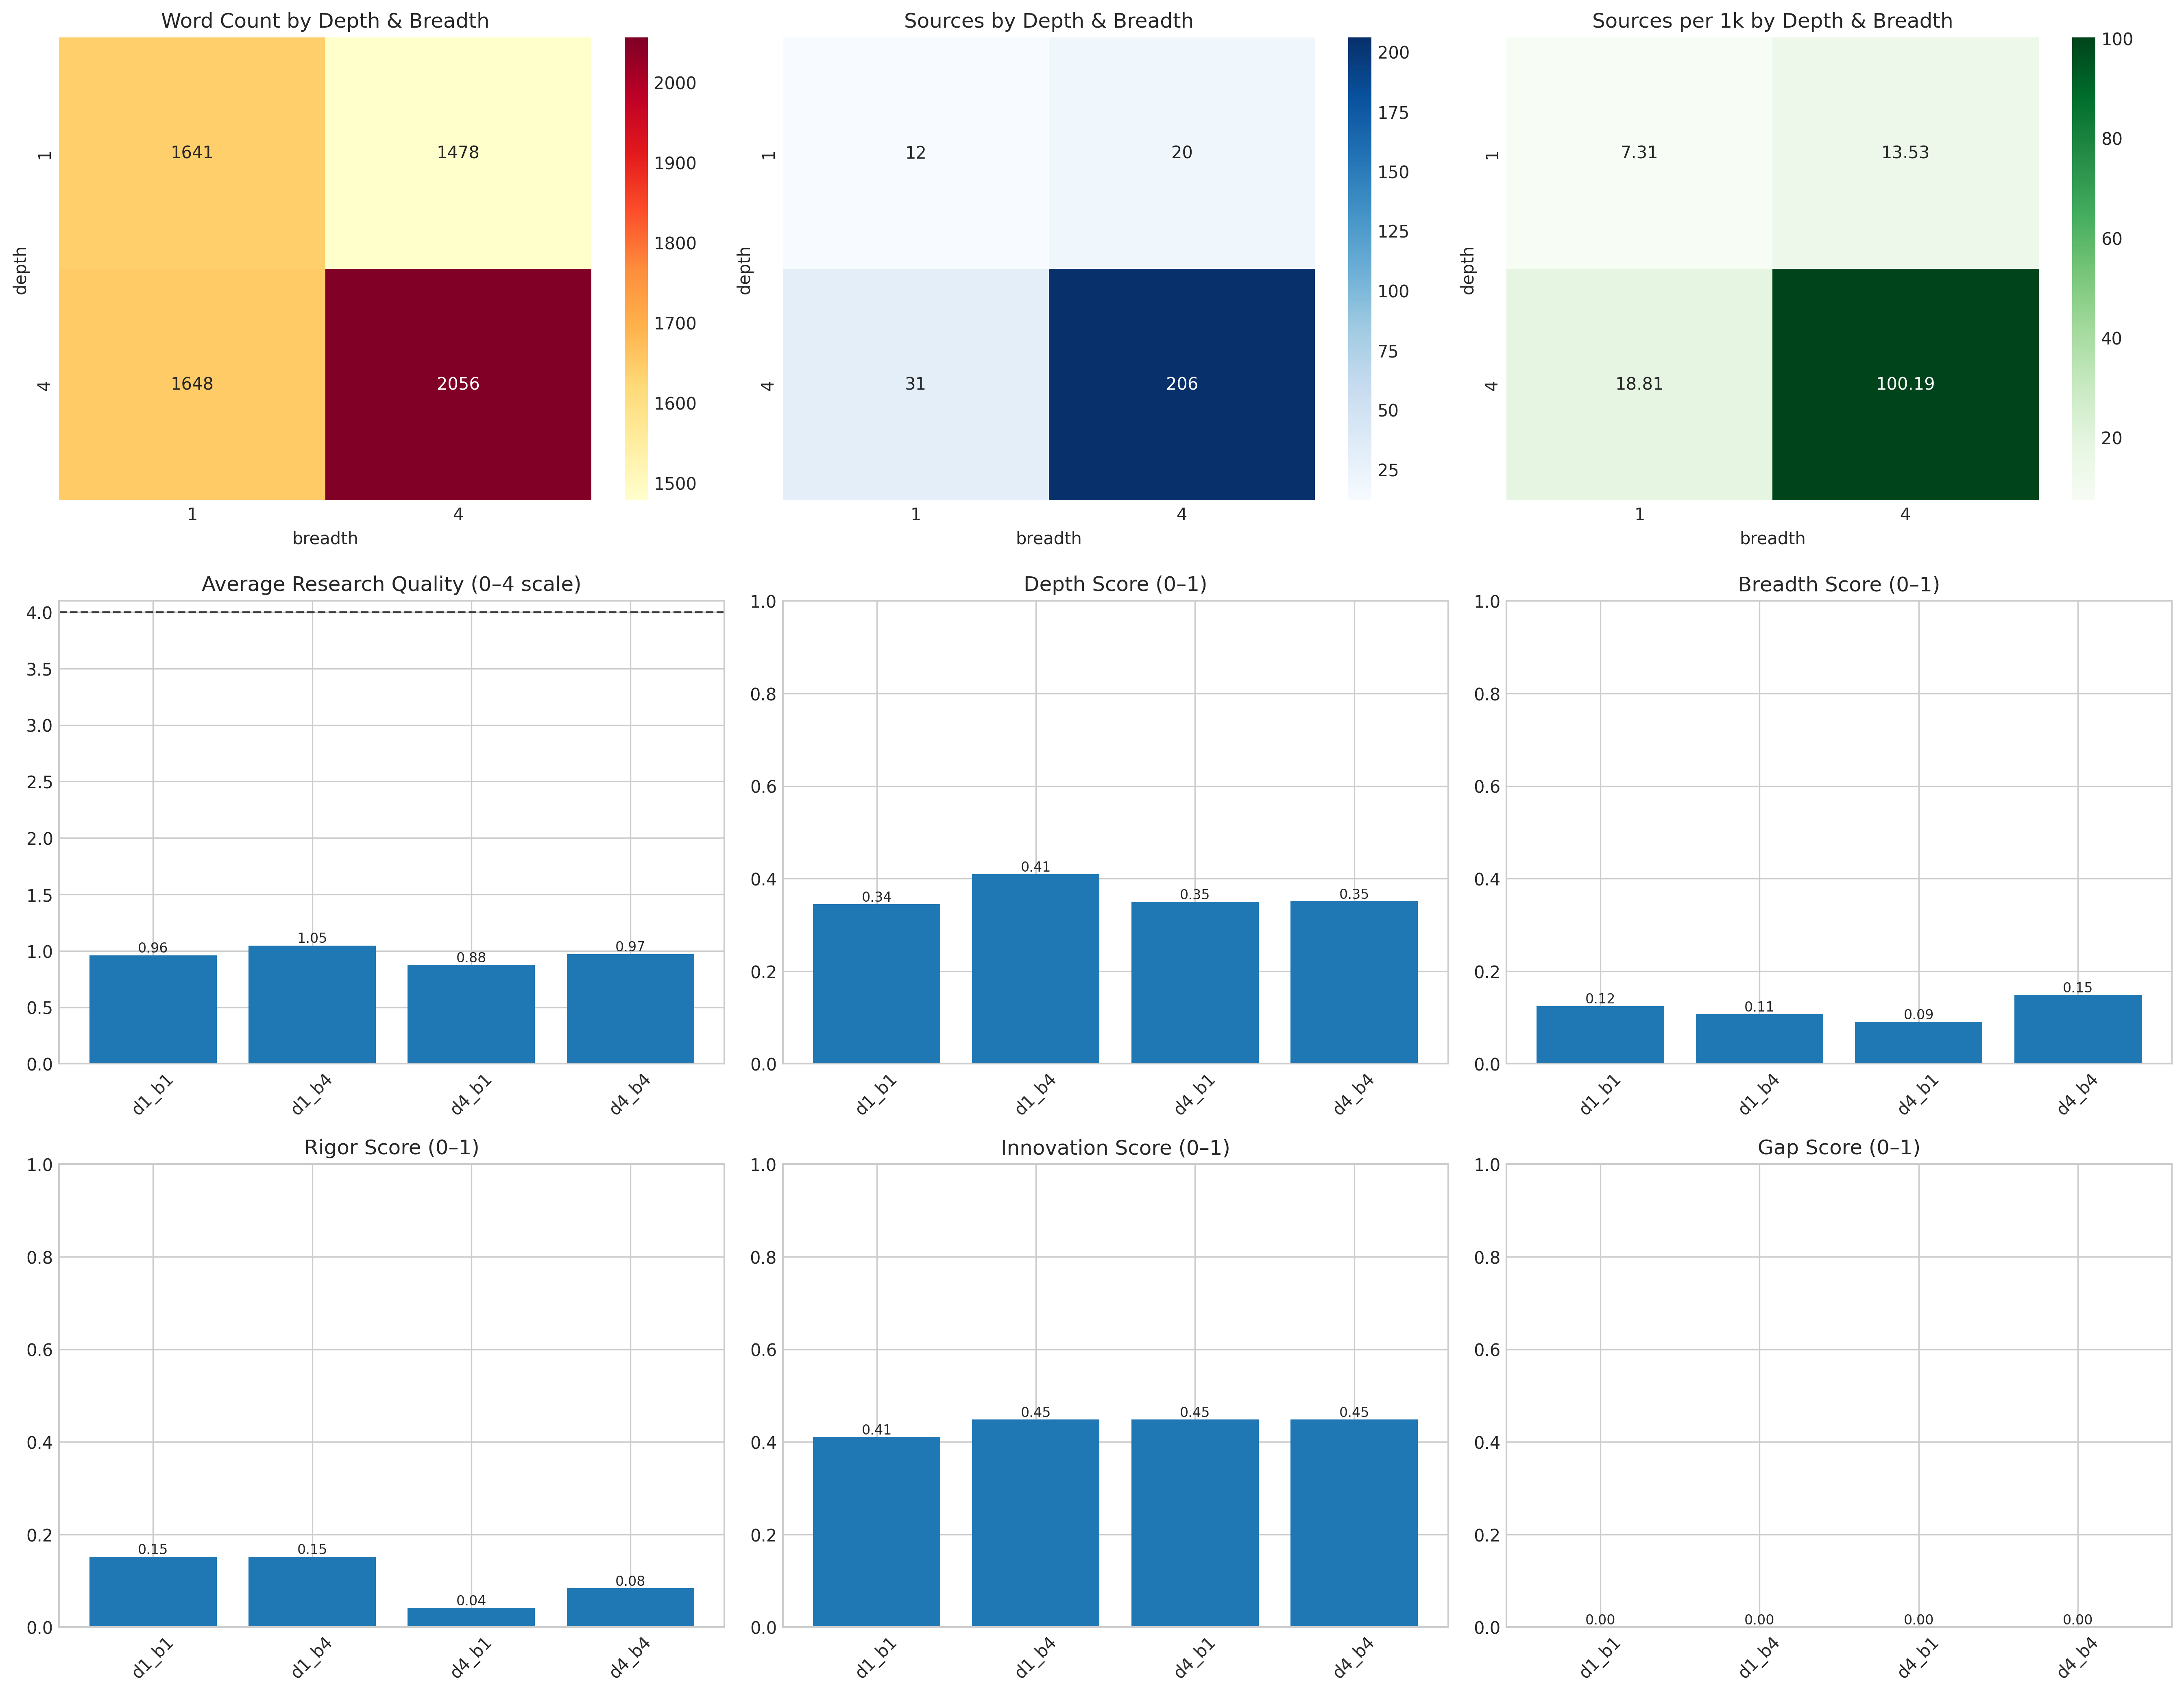 Word Count by Depth & Breadth
1641
1478
1648
2056
1
4
depth
1
4
breadth
2000
1900
1800
1700
1600
1500
Sources by Depth & Breadth
12
20
31
206
1
4
depth
1
4
breadth
200
175
150
125
100
75
50
25
Sources per 1k by Depth & Breadth
7.31
13.53
18.81
100.19
1
4
depth
1
4
breadth
100
80
60
40
20
Average Research Quality (0–4 scale)
4.0
3.5
3.0
2.5
2.0
1.5
1.0
0.5
0.0
0.96
1.05
0.88
0.97
d1_b1
d1_b4
d4_b1
d4_b4
Depth Score (0–1)
1.0
0.8
0.6
0.4
0.2
0.0
0.34
0.41
0.35
0.35
d1_b1
d1_b4
d4_b1
d4_b4
Breadth Score (0–1)
1.0
0.8
0.6
0.4
0.2
0.0
0.12
0.11
0.09
0.15
d1_b1
d1_b4
d4_b1
d4_b4
Rigor Score (0–1)
1.0
0.8
0.6
0.4
0.2
0.0
0.15
0.15
0.04
0.08
d1_b1
d1_b4
d4_b1
d4_b4
Innovation Score (0–1)
1.0
0.8
0.6
0.4
0.2
0.0
0.41
0.45
0.45
0.45
d1_b1
d1_b4
d4_b1
d4_b4
Gap Score (0–1)
1.0
0.8
0.6
0.4
0.2
0.0
0.00
0.00
0.00
0.00
d1_b1
d1_b4
d4_b1
d4_b4